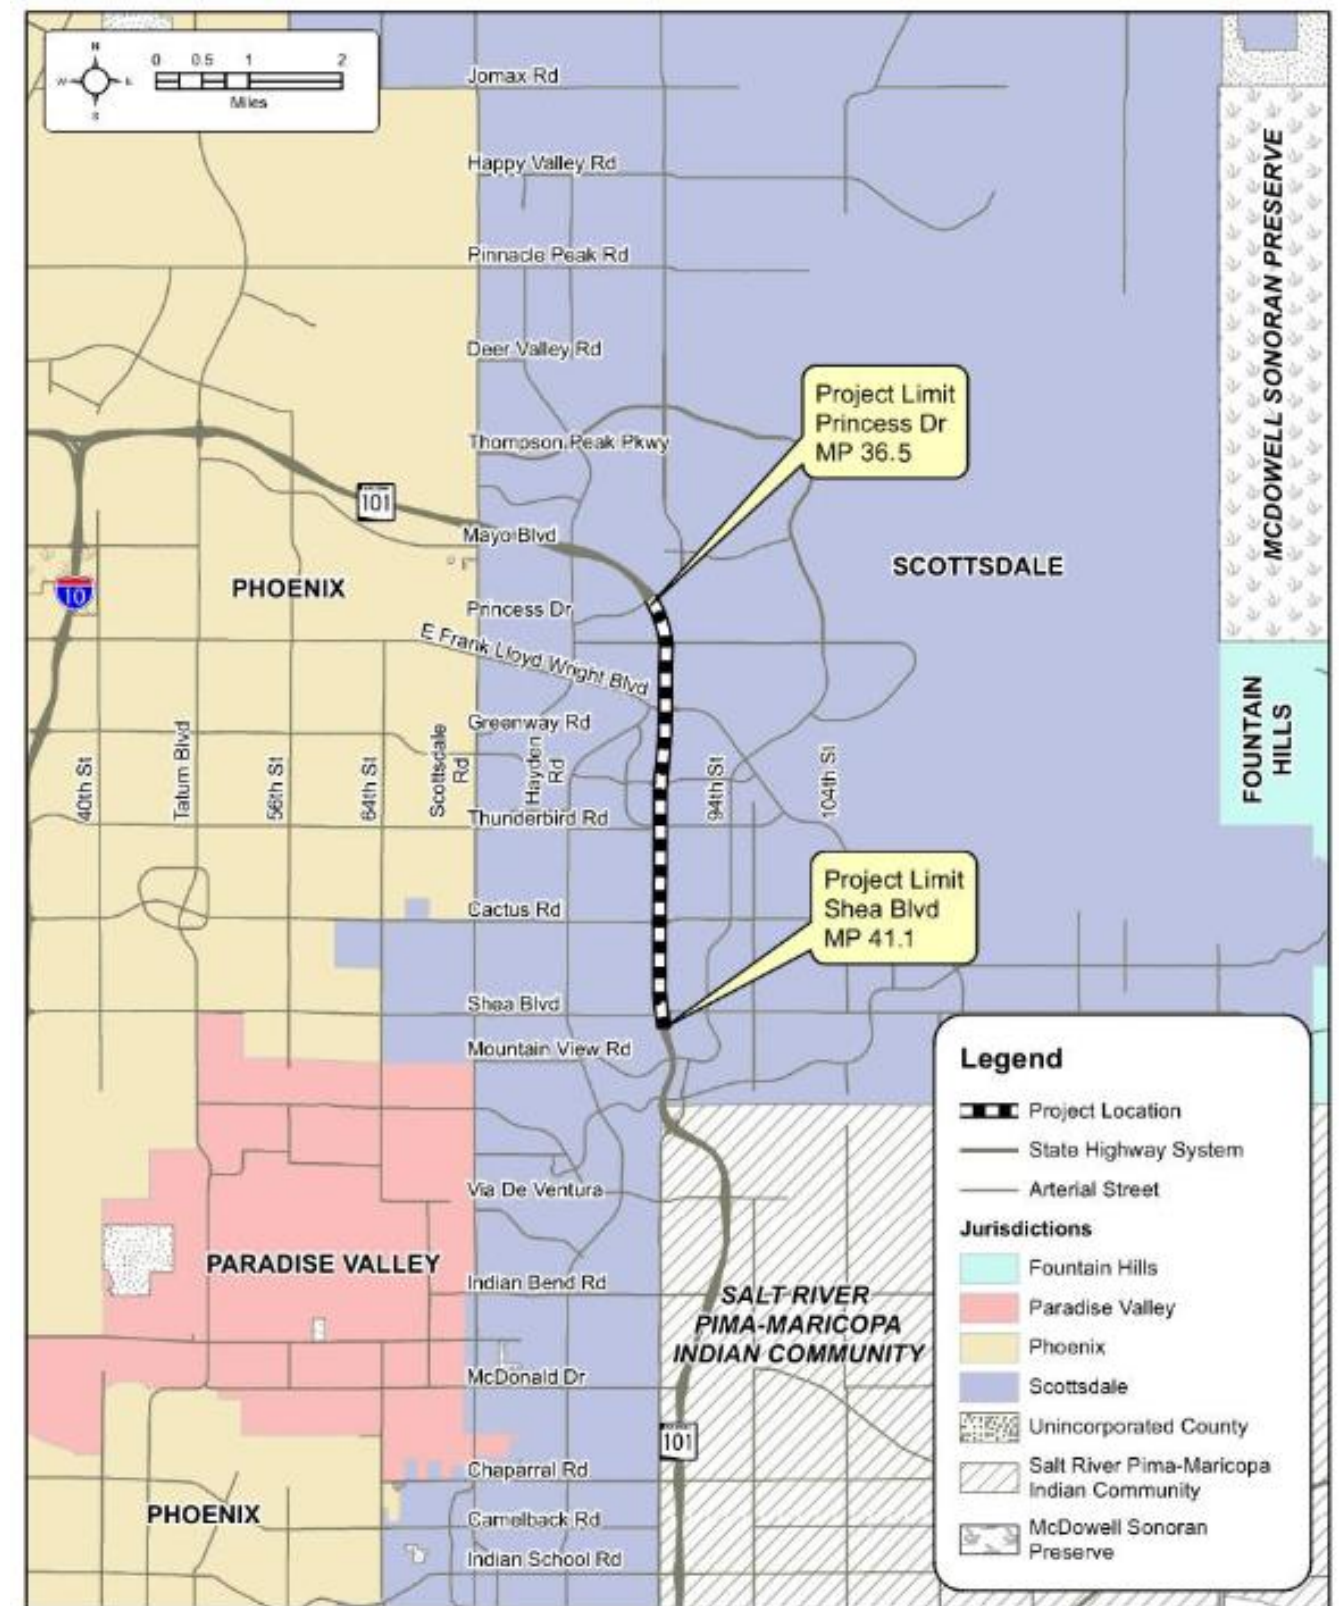 N
W
E
S
0 0.5 1 2
Miles
Jomax Rd
Happy Valley Rd
Pinnacle Peak Rd
Deer Valley Rd
Project Limit
Princess Dr
MP 36.5
Thompson Peak Pkwy
101
Mayo Blvd
MCDOWELL SONORAN PRESERVE
SCOTTSDALE
10
PHOENIX
Princess Dr
E Frank Lloyd Wright Blvd
Greenway Rd
40th St
Tatum Blvd
56th St
64th St
Scottsdale
Rd
Hayden
Rd
94th St
104th St
FOUNTAIN
HILLS
Thunderbird Rd
Project Limit
Shea Blvd
MP 41.1
Cactus Rd
Shea Blvd
Mountain View Rd
Via De Ventura
PARADISE VALLEY
Indian Bend Rd
SALT RIVER
PIMA-MARICOPA
INDIAN COMMUNITY
McDonald Dr
101
Chaparral Rd
PHOENIX
Camelback Rd
Indian School Rd
Legend
Project Location
State Highway System
Arterial Street
Jurisdictions
Fountain Hills
Paradise Valley
Phoenix
Scottsdale
Unincorporated County
Salt River Pima-Maricopa
Indian Community
McDowell Sonoran
Preserve